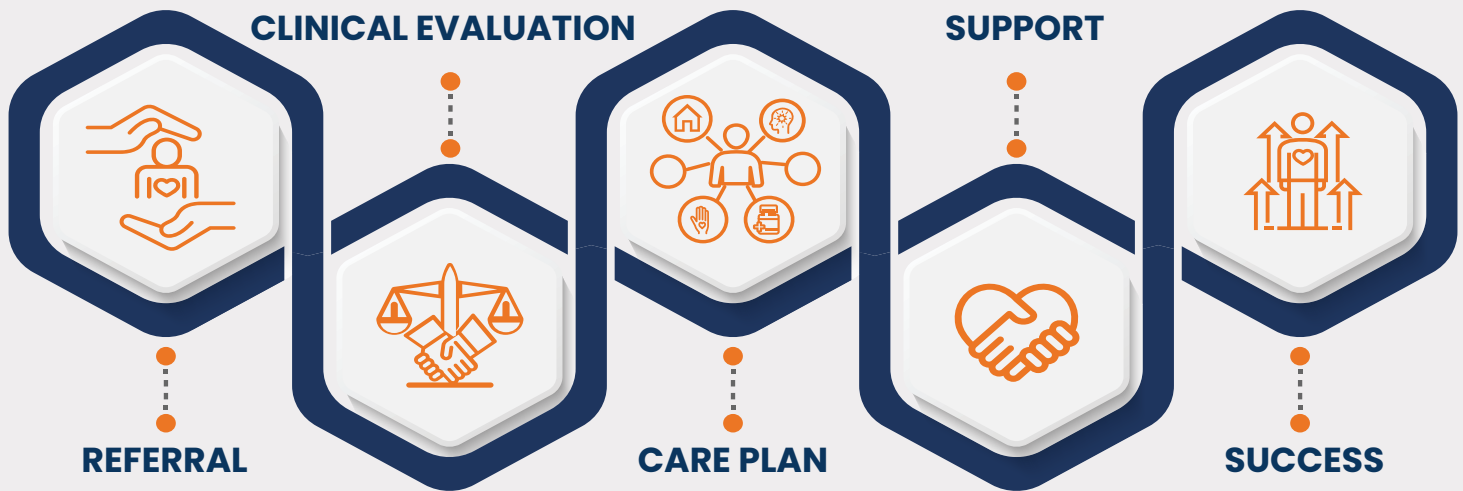 CLINICAL EVALUATION
SUPPORT
REFERRAL
CARE PLAN
SUCCESS